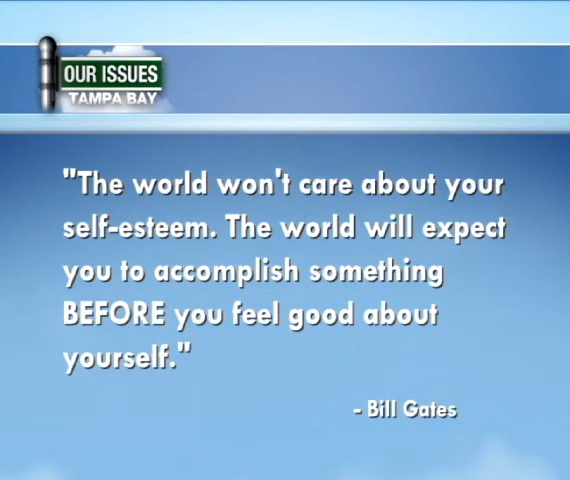 OUR ISSUES
TAMPA BAY
"The world won't care about your
self-esteem. The world will expect
you to accomplish something
BEFORE you feel good about
yourself."
- Bill Gates